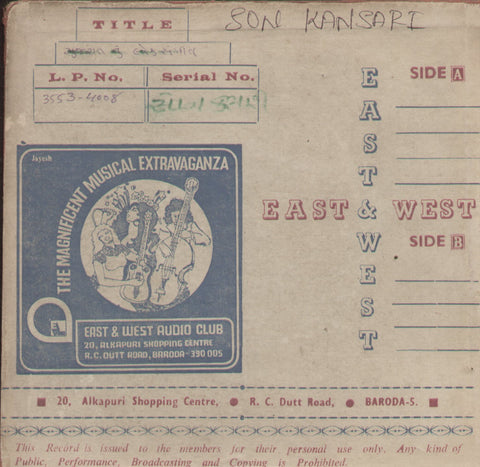 TITLE
SON KANSARI
L. P. No.
Serial No.
3553-4008
SIDE A
EAST & WEST
EAST & WEST
SIDE B
Jayesh
THE MAGNIFICENT MUSICAL EXTRAVAGANZA
EAST & WEST AUDIO CLUB
20, ALKAPURI SHOPPING CENTRE
R. C. DUTT ROAD, BARODA-390 005
20, Alkapuri Shopping Centre, R. C. Dutt Road, BARODA-5.
This Record is issued to the members for their personal use only. Any kind of
Public Performance, Broadcasting and Copying is Prohibited.